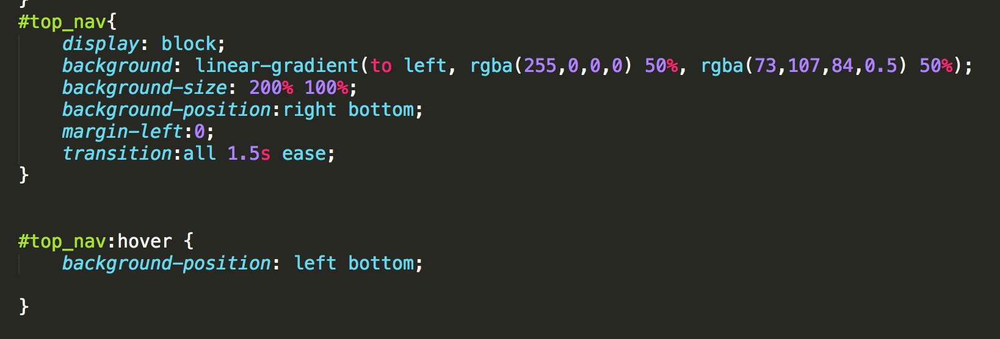 }
#top_nav{
display: block;
background: linear-gradient(to left, rgba(255,0,0,0) 50%, rgba(73,107,84,0.5) 50%);
background-size: 200% 100%;
background-position:right bottom;
margin-left:0;
transition:all 1.5s ease;
}
#top_nav:hover {
background-position: left bottom;
}